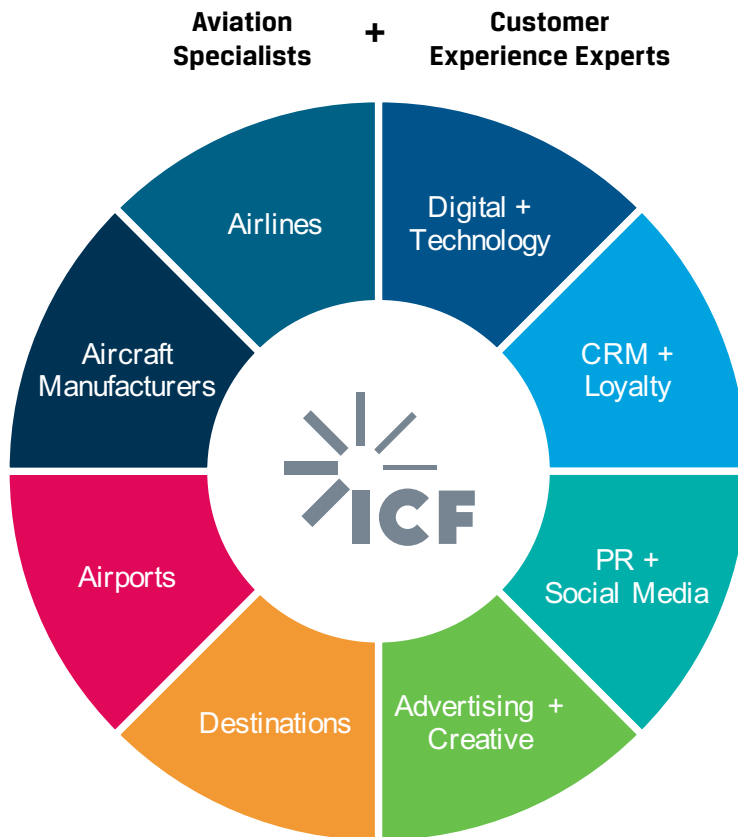 Aviation
Specialists
+
Customer
Experience Experts
Airlines
Digital +
Technology
Aircraft
Manufacturers
CRM +
Loyalty
ICF
Airports
PR +
Social Media
Destinations
Advertising +
Creative